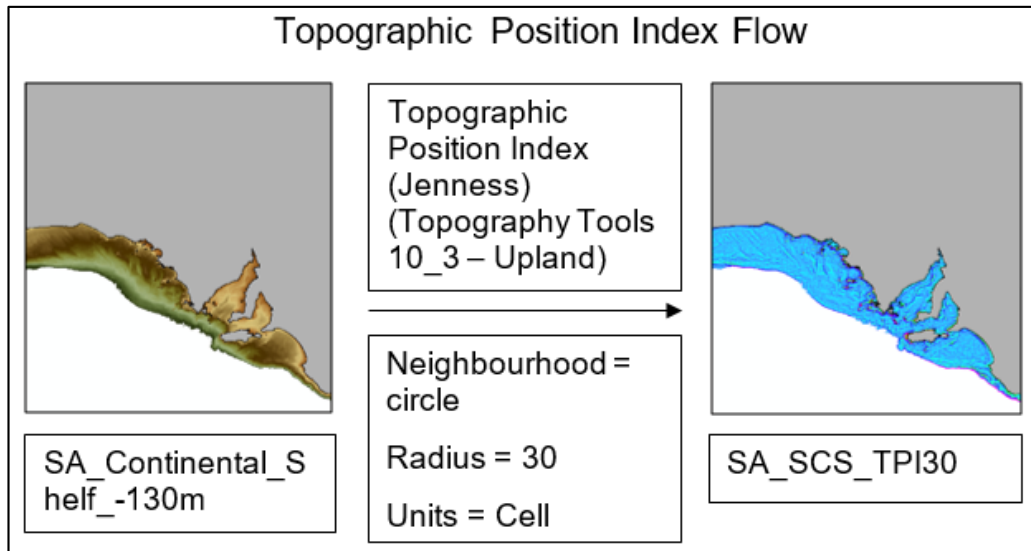 Topographic Position Index Flow
Topographic
Position Index
(Jenness)
(Topography Tools
10_3 – Upland)
Neighbourhood =
circle
Radius = 30
Units = Cell
SA_Continental_S
helf_-130m
SA_SCS_TPI30